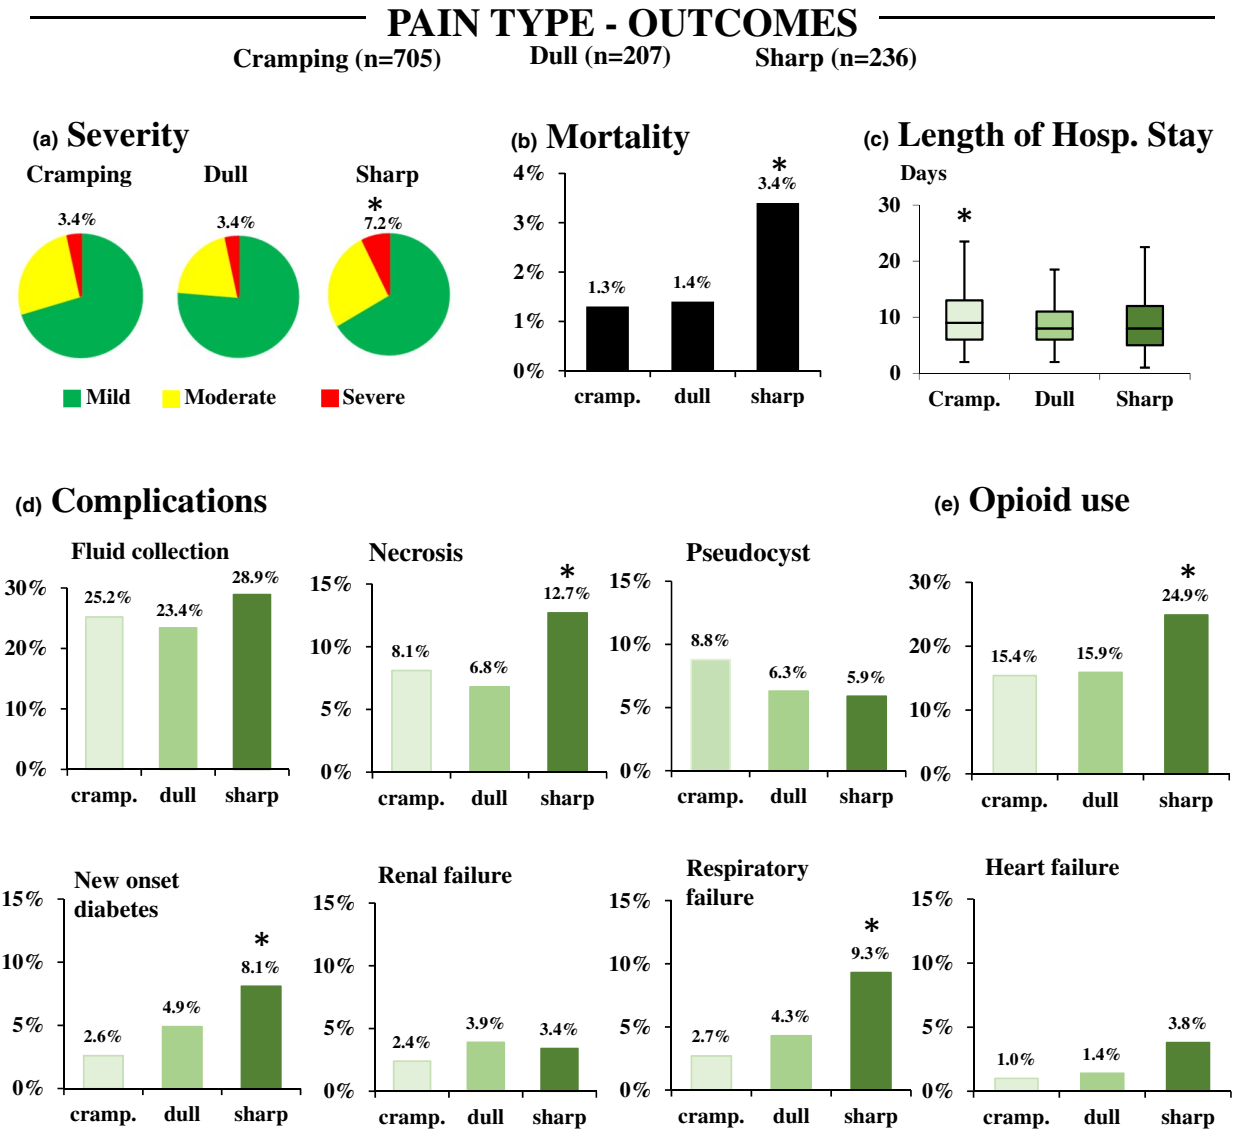 PAIN TYPE - OUTCOMES
Cramping (n=705) Dull (n=207) Sharp (n=236)
(a) Severity
Cramping Dull Sharp
*
3.4% 3.4% 7.2%
Mild Moderate Severe
(b) Mortality
4%
3%
2%
1%
0%
*
3.4%
1.3% 1.4%
cramp. dull sharp
(c) Length of Hosp. Stay
Days
30
20
10
0
*
Cramp. Dull Sharp
(d) Complications
Fluid collection
30%
20%
10%
0%
25.2% 23.4% 28.9%
cramp. dull sharp
Necrosis
15%
10%
5%
0%
*
8.1% 6.8% 12.7%
cramp. dull sharp
Pseudocyst
15%
10%
5%
0%
8.8% 6.3% 5.9%
cramp. dull sharp
(e) Opioid use
30%
20%
10%
0%
*
15.4% 15.9% 24.9%
cramp. dull sharp
New onset
diabetes
15%
10%
5%
0%
*
2.6% 4.9% 8.1%
cramp. dull sharp
Renal failure
15%
10%
5%
0%
2.4% 3.9% 3.4%
cramp. dull sharp
Respiratory
failure
15%
10%
5%
0%
*
2.7% 4.3% 9.3%
cramp. dull sharp
Heart failure
15%
10%
5%
0%
1.0% 1.4% 3.8%
cramp. dull sharp